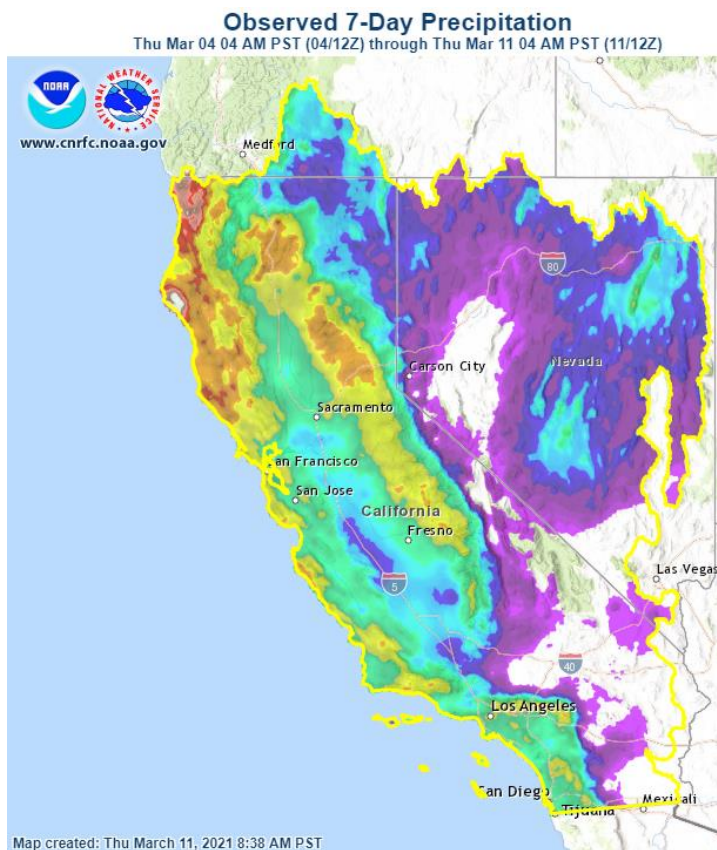 Observed 7-Day Precipitation
Thu Mar 04 04 AM PST (04/12Z) through Thu Mar 11 04 AM PST (11/12Z)
NOAA
NATIONAL WEATHER SERVICE
www.cnrfc.noaa.gov
Medford
80
Carson City
Nevada
Sacramento
an Francisco
San Jose
California
Fresno
5
Las Vegas
40
Los Angeles
San Diego
Tijuana
Mexicali
Map created: Thu March 11, 2021 8:38 AM PST